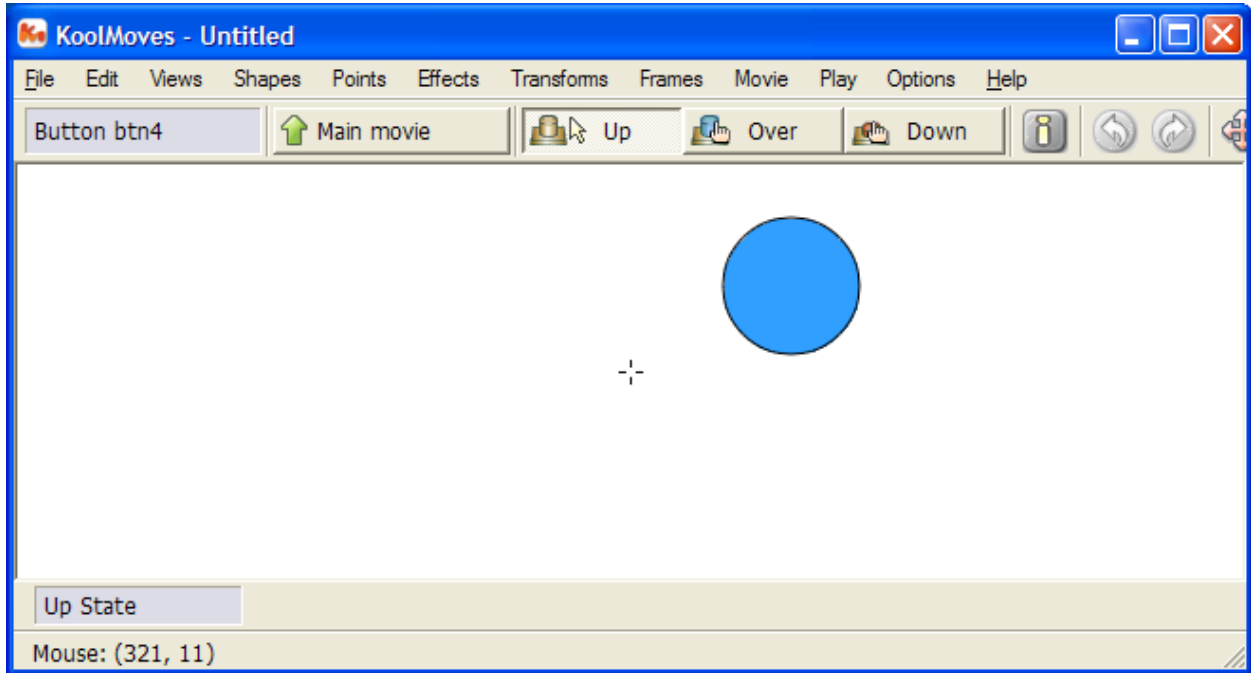 KoolMoves - Untitled
File Edit Views Shapes Points Effects Transforms Frames Movie Play Options Help
Button btn4 Main movie Up Over Down
Up State
Mouse: (321, 11)